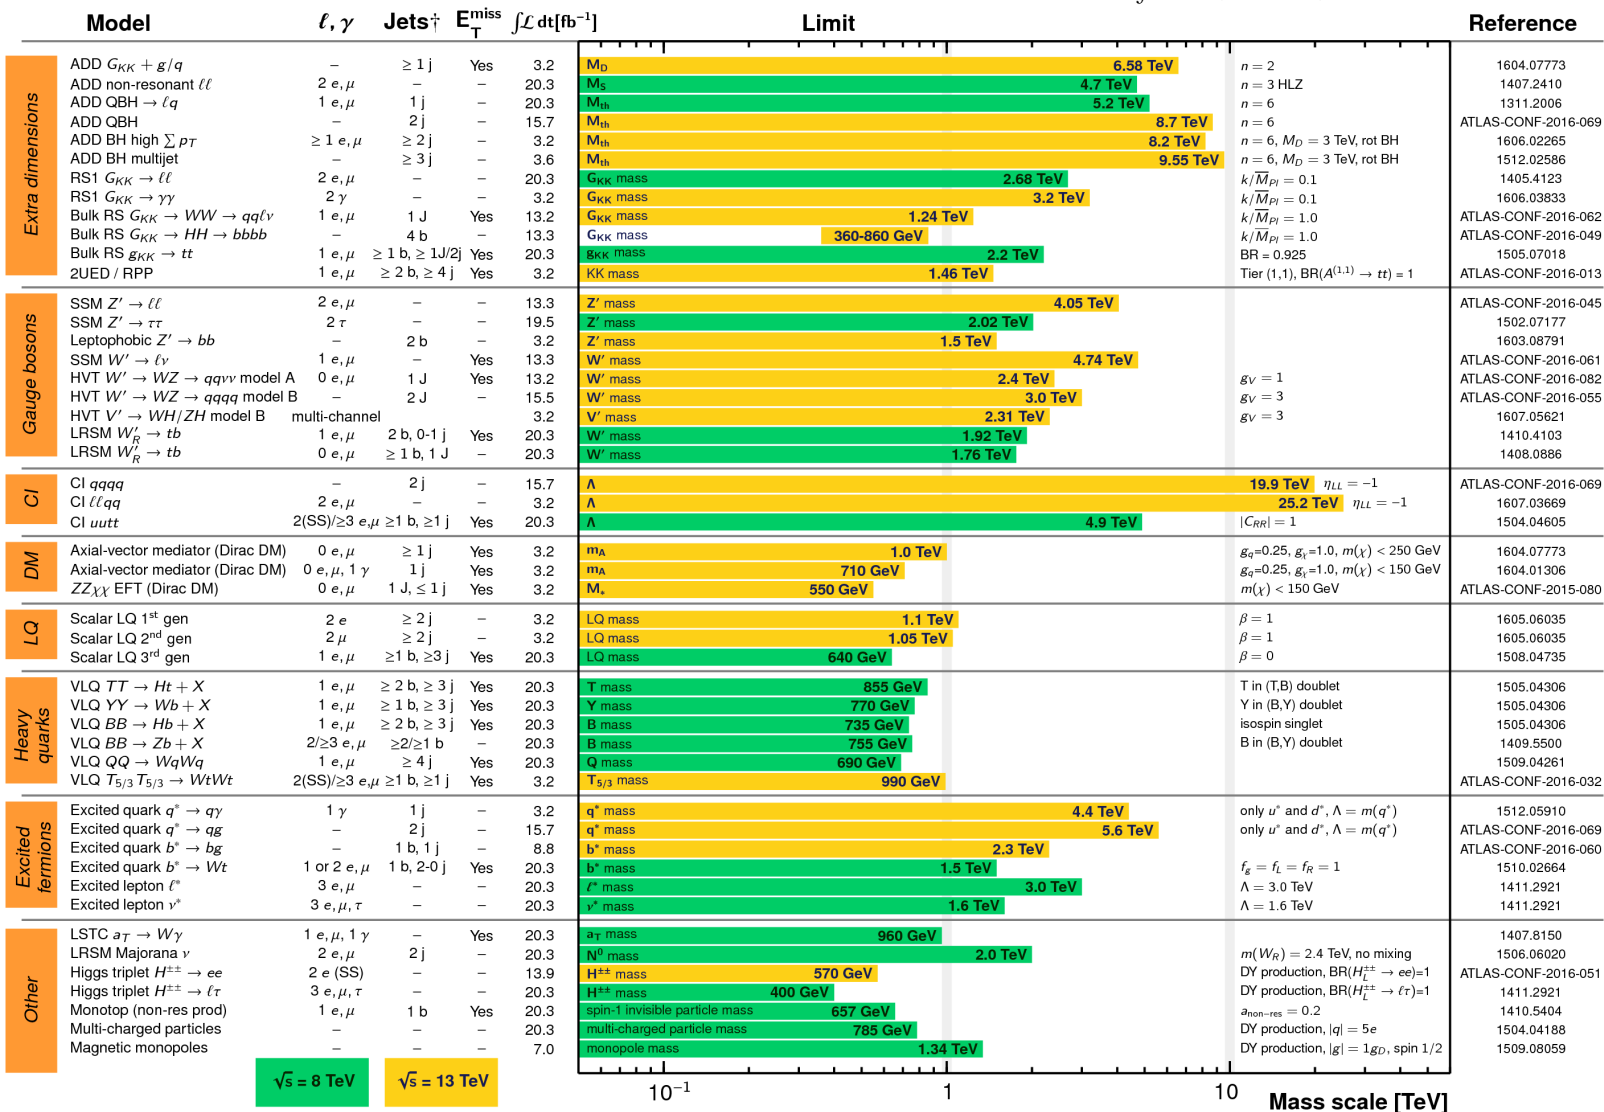 Model ℓ, γ Jets† E_T^miss ∫ℒ dt[fb⁻¹] Limit Reference
Extra dimensions
ADD G_KK + g/q – ≥ 1 j Yes 3.2 M_D 6.58 TeV n = 2 1604.07773
ADD non-resonant ℓℓ 2 e, μ – – 20.3 M_S 4.7 TeV n = 3 HLZ 1407.2410
ADD QBH → ℓq 1 e, μ 1 j – 20.3 M_th 5.2 TeV n = 6 1311.2006
ADD QBH – 2 j – 15.7 M_th 8.7 TeV n = 6 ATLAS-CONF-2016-069
ADD BH high ∑ p_T ≥ 1 e, μ ≥ 2 j – 3.2 M_th 8.2 TeV n = 6, M_D = 3 TeV, rot BH 1606.02265
ADD BH multijet – ≥ 3 j – 3.6 M_th 9.55 TeV n = 6, M_D = 3 TeV, rot BH 1512.02586
RS1 G_KK → ℓℓ 2 e, μ – – 20.3 G_KK mass 2.68 TeV k/M̅_Pl = 0.1 1405.4123
RS1 G_KK → γγ 2 γ – – 3.2 G_KK mass 3.2 TeV k/M̅_Pl = 0.1 1606.03833
Bulk RS G_KK → WW → qqℓν 1 e, μ 1 J Yes 13.2 G_KK mass 1.24 TeV k/M̅_Pl = 1.0 ATLAS-CONF-2016-062
Bulk RS G_KK → HH → bbbb – 4 b – 13.3 G_KK mass 360-860 GeV k/M̅_Pl = 1.0 ATLAS-CONF-2016-049
Bulk RS g_KK → tt 1 e, μ ≥ 1 b, ≥ 1J/2j Yes 20.3 g_KK mass 2.2 TeV BR = 0.925 1505.07018
2UED / RPP 1 e, μ ≥ 2 b, ≥ 4 j Yes 3.2 KK mass 1.46 TeV Tier (1,1), BR(A^(1,1) → tt) = 1 ATLAS-CONF-2016-013
Gauge bosons
SSM Z′ → ℓℓ 2 e, μ – – 13.3 Z′ mass 4.05 TeV ATLAS-CONF-2016-045
SSM Z′ → ττ 2 τ – – 19.5 Z′ mass 2.02 TeV 1502.07177
Leptophobic Z′ → bb – 2 b – 3.2 Z′ mass 1.5 TeV 1603.08791
SSM W′ → ℓν 1 e, μ – Yes 13.3 W′ mass 4.74 TeV ATLAS-CONF-2016-061
HVT W′ → WZ → qqνν model A 0 e, μ 1 J Yes 13.2 W′ mass 2.4 TeV g_V = 1 ATLAS-CONF-2016-082
HVT W′ → WZ → qqqq model B – 2 J – 15.5 W′ mass 3.0 TeV g_V = 3 ATLAS-CONF-2016-055
HVT V′ → WH/ZH model B multi-channel 3.2 V′ mass 2.31 TeV g_V = 3 1607.05621
LRSM W′_R → tb 1 e, μ 2 b, 0-1 j Yes 20.3 W′ mass 1.92 TeV 1410.4103
LRSM W′_R → tb 0 e, μ ≥ 1 b, 1 J – 20.3 W′ mass 1.76 TeV 1408.0886
CI
CI qqqq – 2 j – 15.7 Λ 19.9 TeV η_LL = −1 ATLAS-CONF-2016-069
CI ℓℓqq 2 e, μ – – 3.2 Λ 25.2 TeV η_LL = −1 1607.03669
CI uutt 2(SS)/≥3 e,μ ≥1 b, ≥1 j Yes 20.3 Λ 4.9 TeV |C_RR| = 1 1504.04605
DM
Axial-vector mediator (Dirac DM) 0 e, μ ≥ 1 j Yes 3.2 m_A 1.0 TeV g_q=0.25, g_χ=1.0, m(χ) < 250 GeV 1604.07773
Axial-vector mediator (Dirac DM) 0 e, μ, 1 γ 1 j Yes 3.2 m_A 710 GeV g_q=0.25, g_χ=1.0, m(χ) < 150 GeV 1604.01306
ZZχχ EFT (Dirac DM) 0 e, μ 1 J, ≤ 1 j Yes 3.2 M_* 550 GeV m(χ) < 150 GeV ATLAS-CONF-2015-080
LQ
Scalar LQ 1st gen 2 e ≥ 2 j – 3.2 LQ mass 1.1 TeV β = 1 1605.06035
Scalar LQ 2nd gen 2 μ ≥ 2 j – 3.2 LQ mass 1.05 TeV β = 1 1605.06035
Scalar LQ 3rd gen 1 e, μ ≥1 b, ≥3 j Yes 20.3 LQ mass 640 GeV β = 0 1508.04735
Heavy quarks
VLQ TT → Ht + X 1 e, μ ≥ 2 b, ≥ 3 j Yes 20.3 T mass 855 GeV T in (T,B) doublet 1505.04306
VLQ YY → Wb + X 1 e, μ ≥ 1 b, ≥ 3 j Yes 20.3 Y mass 770 GeV Y in (B,Y) doublet 1505.04306
VLQ BB → Hb + X 1 e, μ ≥ 2 b, ≥ 3 j Yes 20.3 B mass 735 GeV isospin singlet 1505.04306
VLQ BB → Zb + X 2/≥3 e, μ ≥2/≥1 b – 20.3 B mass 755 GeV B in (B,Y) doublet 1409.5500
VLQ QQ → WqWq 1 e, μ ≥ 4 j Yes 20.3 Q mass 690 GeV 1509.04261
VLQ T_5/3 T_5/3 → WtWt 2(SS)/≥3 e,μ ≥1 b, ≥1 j Yes 3.2 T_5/3 mass 990 GeV ATLAS-CONF-2016-032
Excited fermions
Excited quark q* → qγ 1 γ 1 j – 3.2 q* mass 4.4 TeV only u* and d*, Λ = m(q*) 1512.05910
Excited quark q* → qg – 2 j – 15.7 q* mass 5.6 TeV only u* and d*, Λ = m(q*) ATLAS-CONF-2016-069
Excited quark b* → bg – 1 b, 1 j – 8.8 b* mass 2.3 TeV ATLAS-CONF-2016-060
Excited quark b* → Wt 1 or 2 e, μ 1 b, 2-0 j Yes 20.3 b* mass 1.5 TeV f_g = f_L = f_R = 1 1510.02664
Excited lepton ℓ* 3 e, μ – – 20.3 ℓ* mass 3.0 TeV Λ = 3.0 TeV 1411.2921
Excited lepton ν* 3 e, μ, τ – – 20.3 ν* mass 1.6 TeV Λ = 1.6 TeV 1411.2921
Other
LSTC a_T → Wγ 1 e, μ, 1 γ – Yes 20.3 a_T mass 960 GeV 1407.8150
LRSM Majorana ν 2 e, μ 2 j – 20.3 N⁰ mass 2.0 TeV m(W_R) = 2.4 TeV, no mixing 1506.06020
Higgs triplet H^±± → ee 2 e (SS) – – 13.9 H^±± mass 570 GeV DY production, BR(H_L^±± → ee)=1 ATLAS-CONF-2016-051
Higgs triplet H^±± → ℓτ 3 e, μ, τ – – 20.3 H^±± mass 400 GeV DY production, BR(H_L^±± → ℓτ)=1 1411.2921
Monotop (non-res prod) 1 e, μ 1 b Yes 20.3 spin-1 invisible particle mass 657 GeV a_non−res = 0.2 1410.5404
Multi-charged particles – – – 20.3 multi-charged particle mass 785 GeV DY production, |q| = 5e 1504.04188
Magnetic monopoles – – – 7.0 monopole mass 1.34 TeV DY production, |g| = 1g_D, spin 1/2 1509.08059
√s = 8 TeV √s = 13 TeV
10⁻¹ 1 10
Mass scale [TeV]